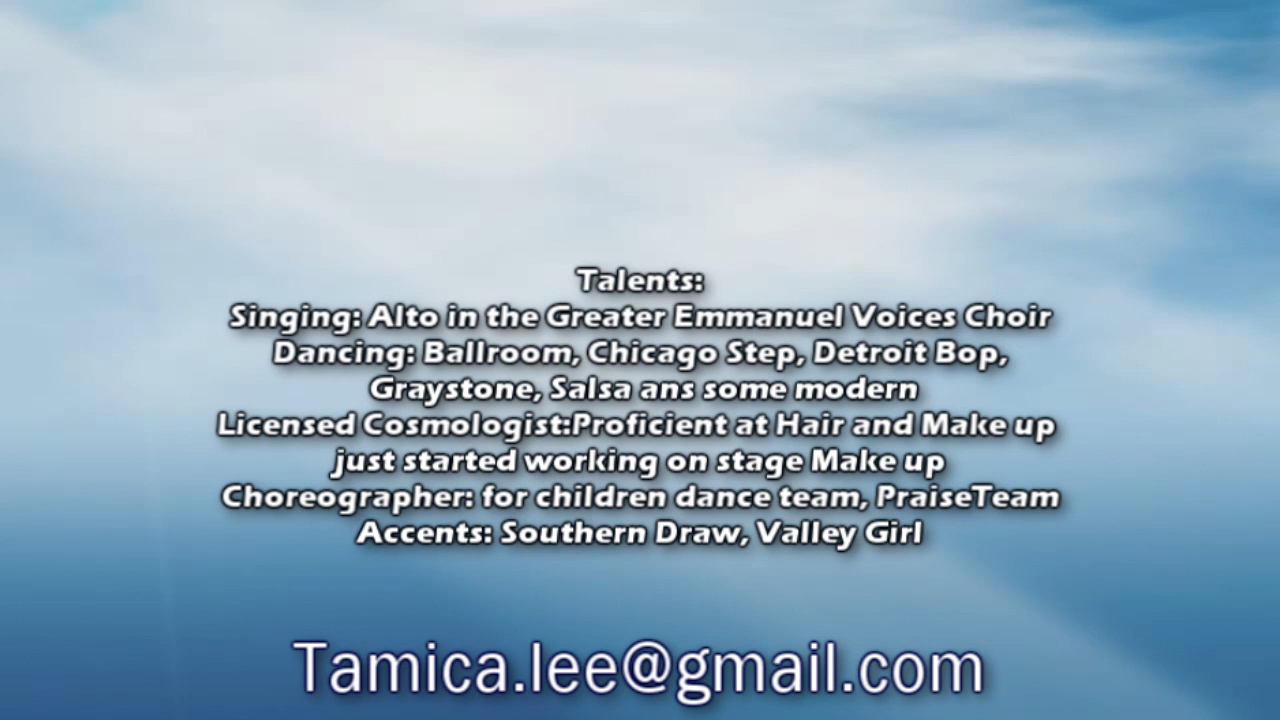 Talents:
Singing: Alto in the Greater Emmanuel Voices Choir
Dancing: Ballroom, Chicago Step, Detroit Bop,
Graystone, Salsa ans some modern
Licensed Cosmologist:Proficient at Hair and Make up
just started working on stage Make up
Choreographer: for children dance team, PraiseTeam
Accents: Southern Draw, Valley Girl
Tamica.lee@gmail.com